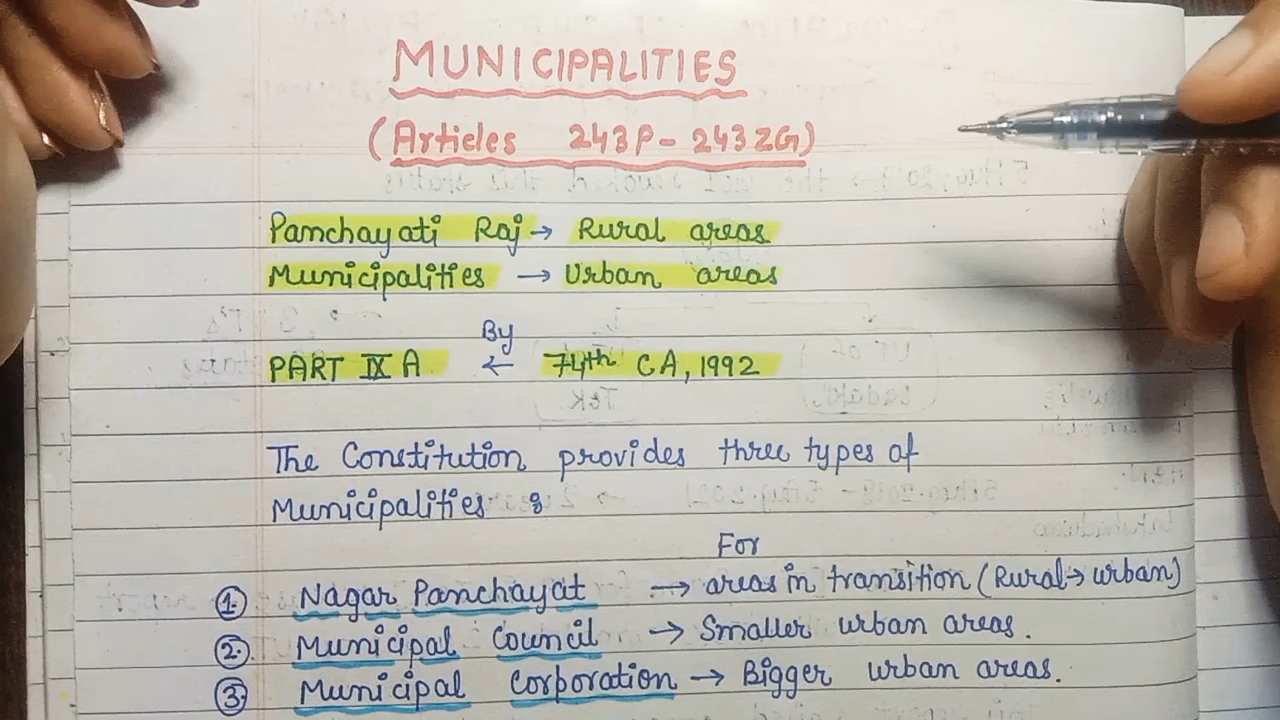 MUNICIPALITIES
(Articles 243P - 243ZG)
Panchayati Raj → Rural areas
Municipalities → Urban areas
By
PART IX A ← 74th CA, 1992
The Constitution provides three types of
Municipalities :
For
① Nagar Panchayat → areas in transition (Rural → urban)
② Municipal Council → Smaller urban areas.
③ Municipal Corporation → Bigger urban areas.